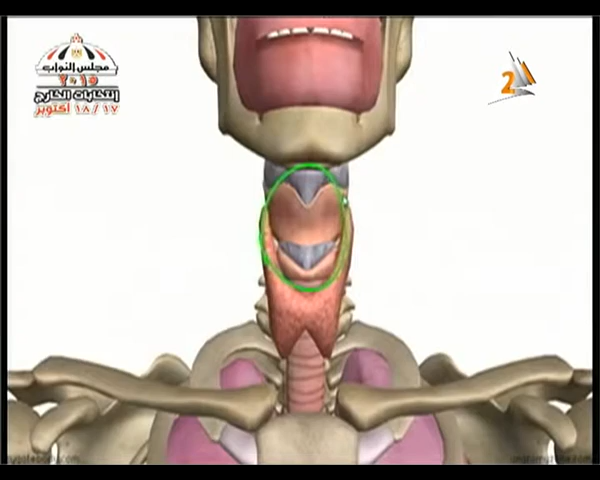 مجلس النواب
٢٠١٥
انتخابات الخارج
١٧ / ١٨ أكتوبر
2